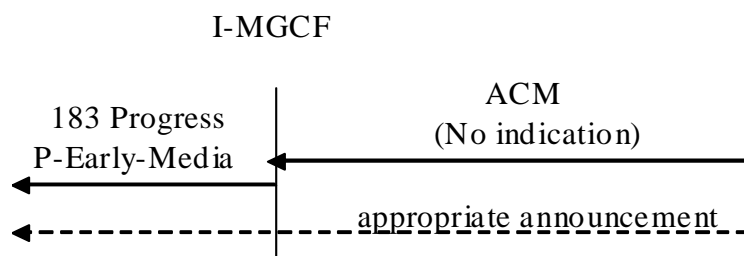 I-MGCF
ACM
183 Progress
(No indication)
P-Early-Media
appropriate announcement